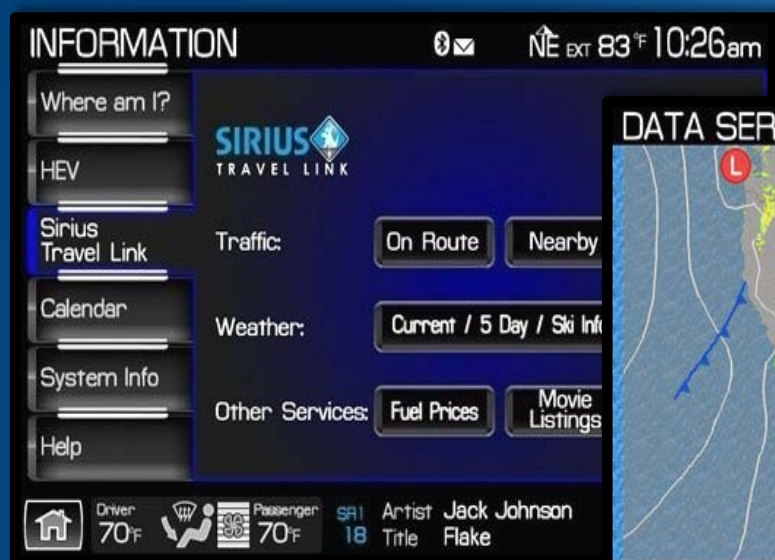 INFORMATION
NE EXT 83°F 10:26am
Where am I?
HEV
Sirius
Travel Link
Calendar
System Info
Help
SIRIUS
TRAVEL LINK
Traffic:
On Route
Nearby
Weather:
Current / 5 Day / Ski Info
Other Services:
Fuel Prices
Movie
Listings
Driver
70°F
Passenger
70°F
SA1
18
Artist Jack Johnson
Title Flake
DATA SER
L